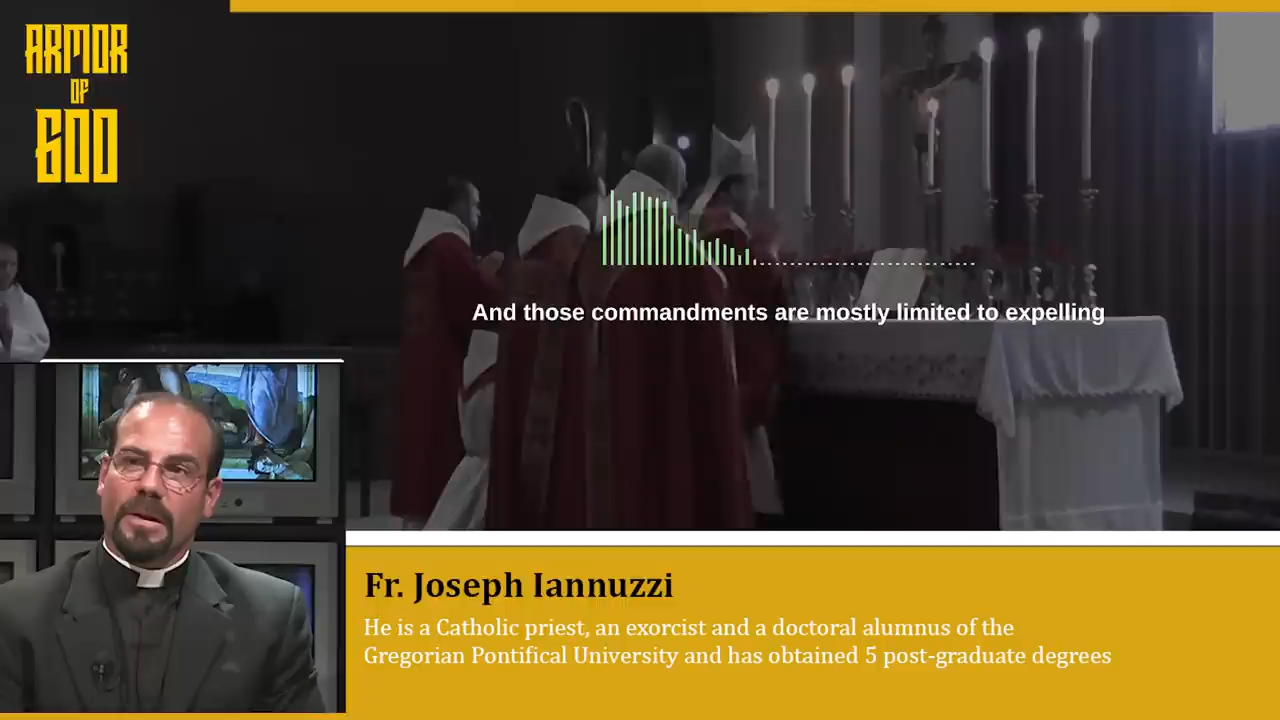 ARMOR
OF
GOD
And those commandments are mostly limited to expelling
Fr. Joseph Iannuzzi
He is a Catholic priest, an exorcist and a doctoral alumnus of the
Gregorian Pontifical University and has obtained 5 post-graduate degrees